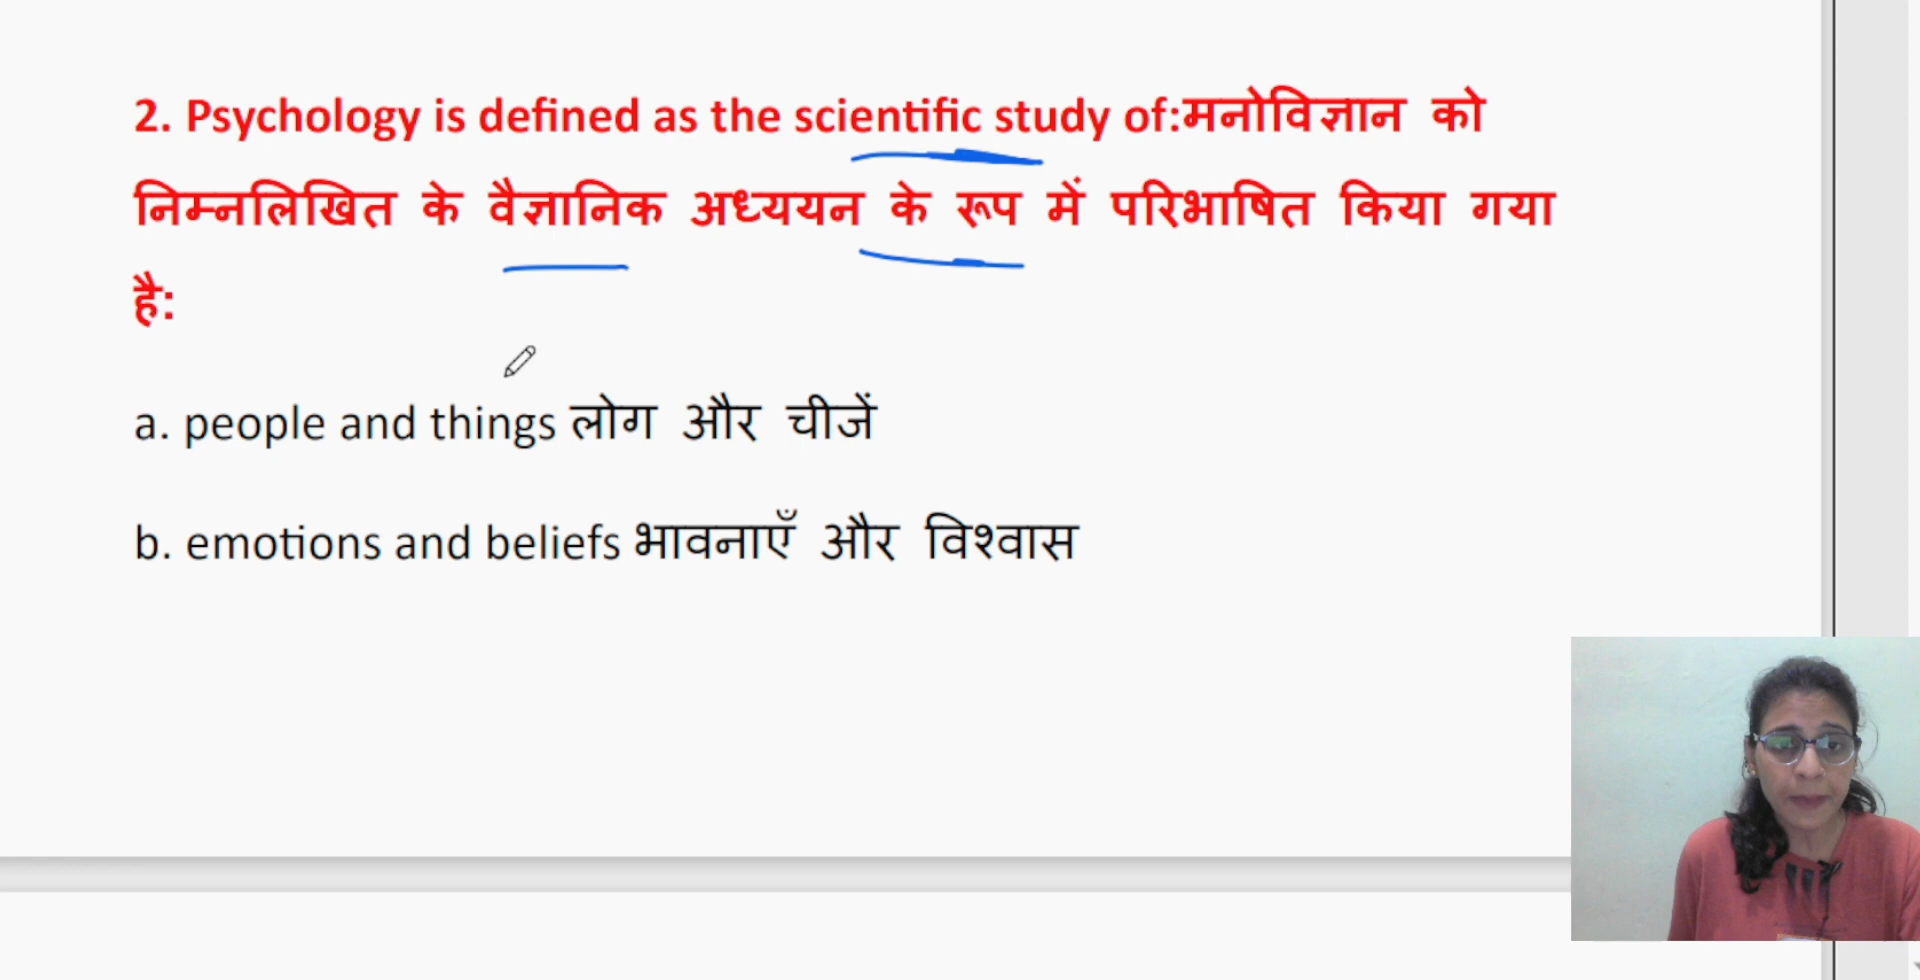 2. Psychology is defined as the scientific study of:मनोविज्ञान को
निम्नलिखित के वैज्ञानिक अध्ययन के रूप में परिभाषित किया गया
है:
a. people and things लोग और चीजें
b. emotions and beliefs भावनाएँ और विश्वास